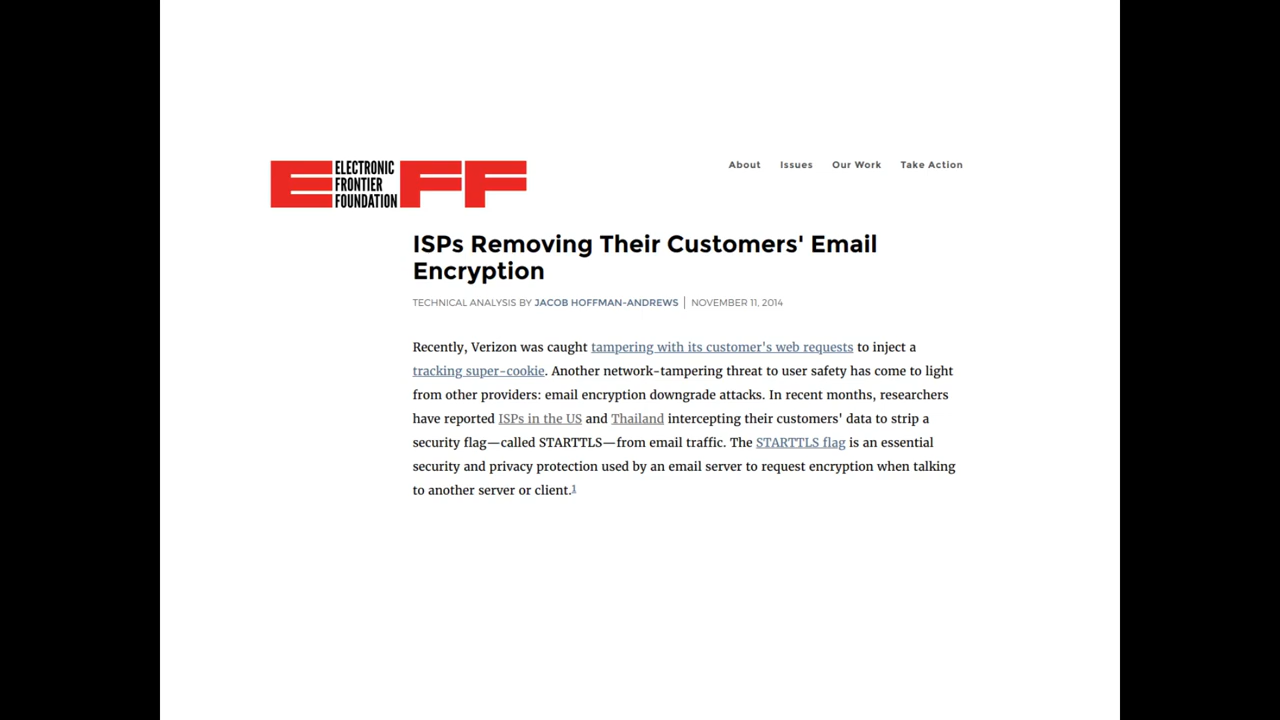 ELECTRONIC
FRONTIER
FOUNDATION
EFF
About Issues Our Work Take Action
ISPs Removing Their Customers' Email
Encryption
TECHNICAL ANALYSIS BY JACOB HOFFMAN-ANDREWS | NOVEMBER 11, 2014
Recently, Verizon was caught tampering with its customer's web requests to inject a
tracking super-cookie. Another network-tampering threat to user safety has come to light
from other providers: email encryption downgrade attacks. In recent months, researchers
have reported ISPs in the US and Thailand intercepting their customers' data to strip a
security flag—called STARTTLS—from email traffic. The STARTTLS flag is an essential
security and privacy protection used by an email server to request encryption when talking
to another server or client.1